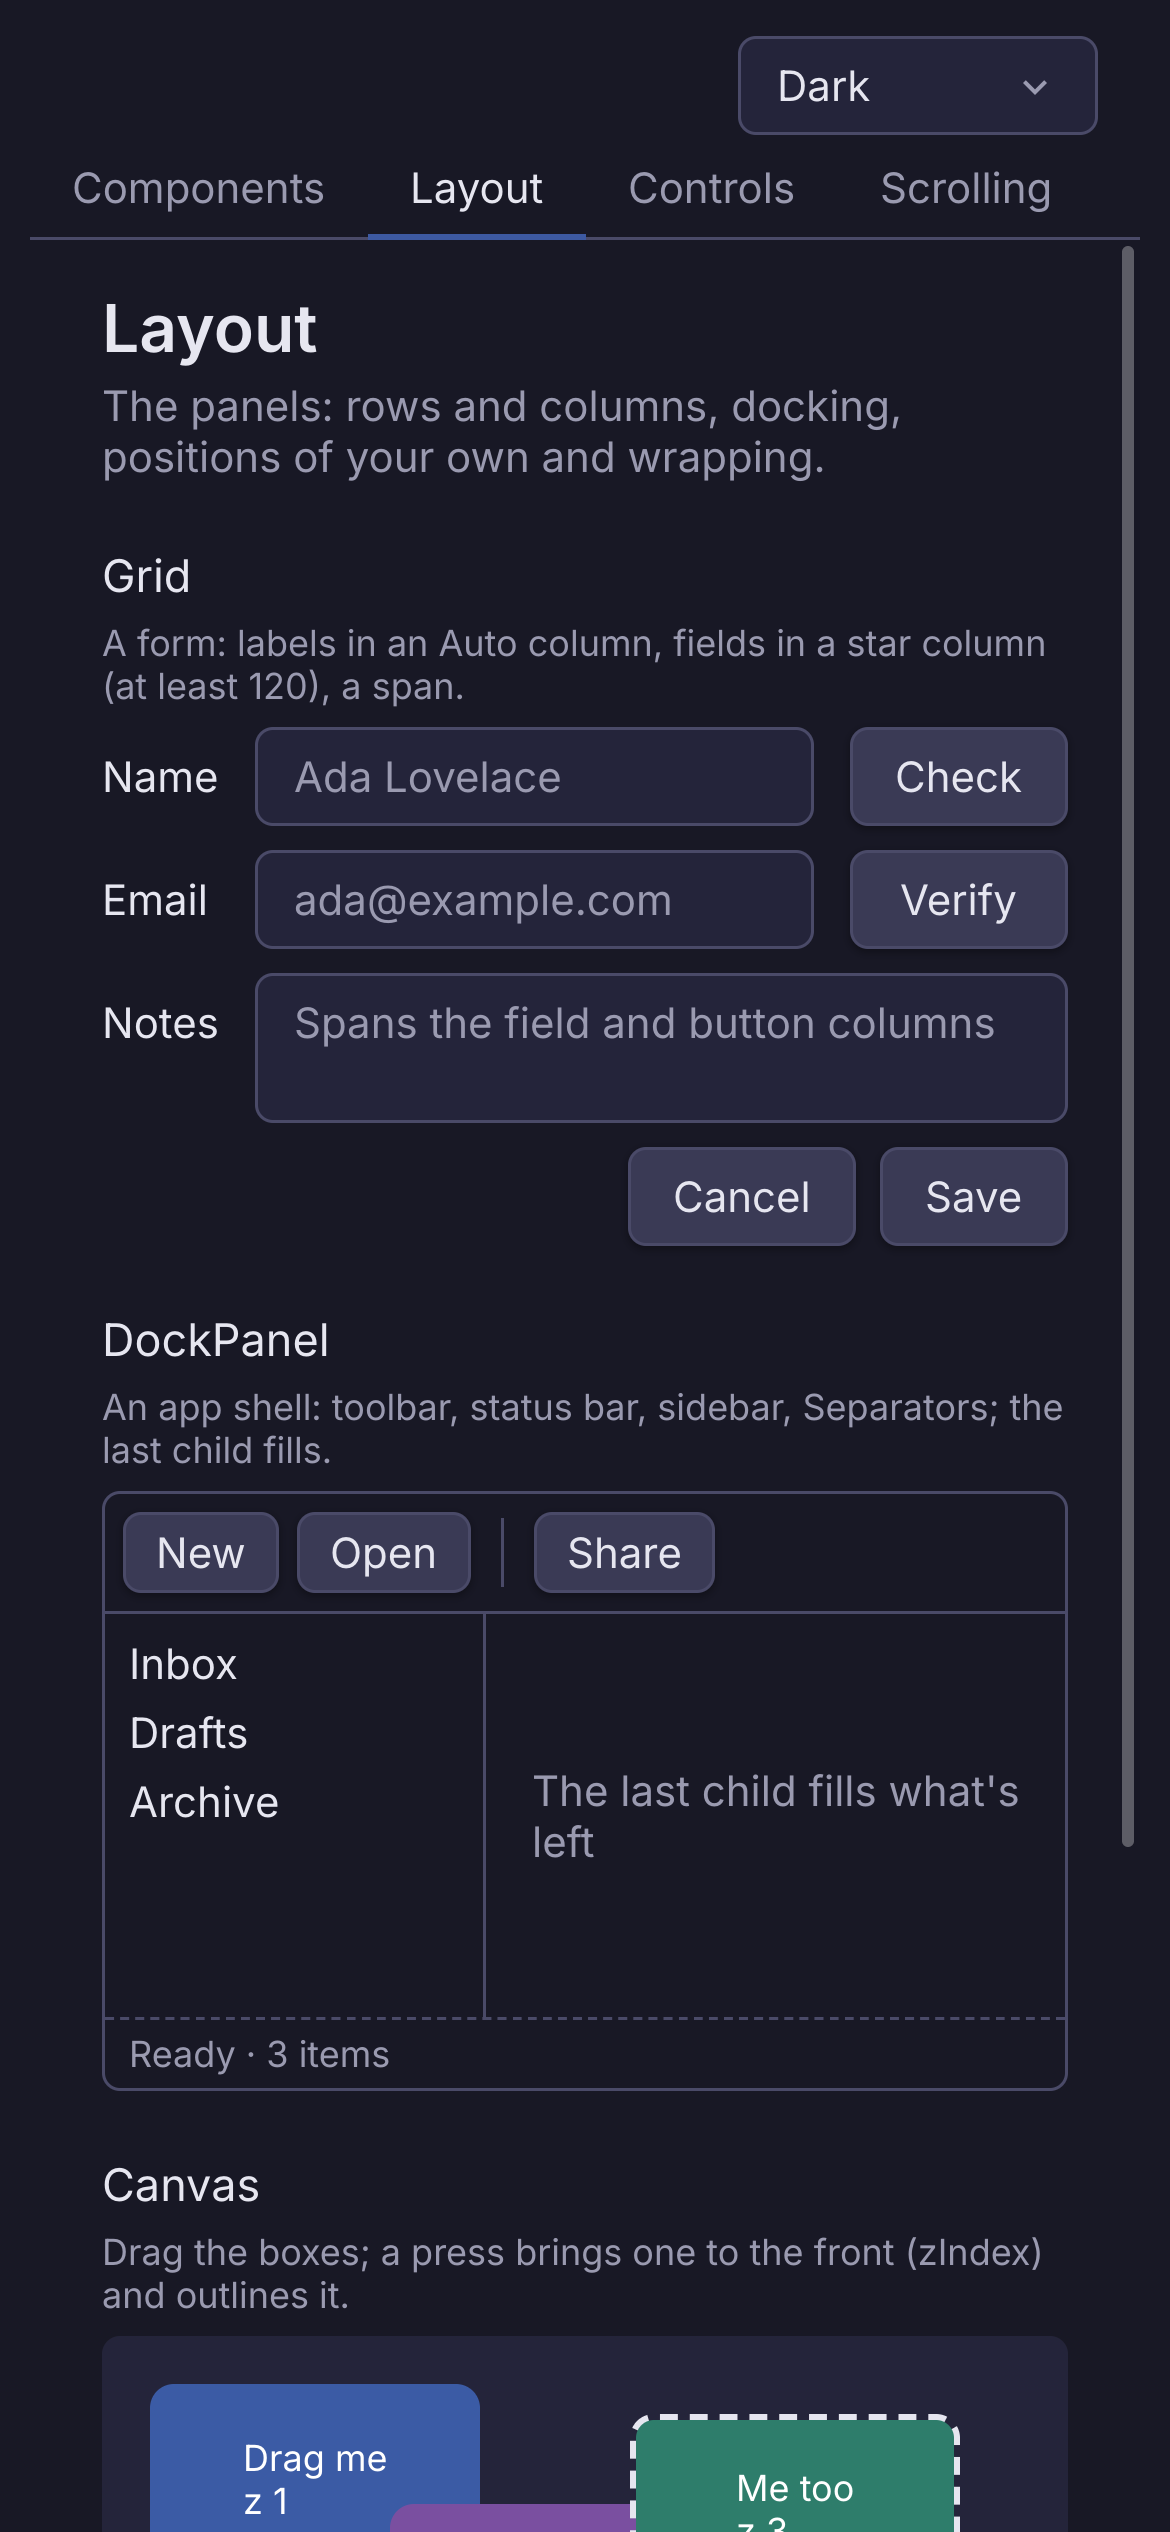 Dark
Components Layout Controls Scrolling
Layout
The panels: rows and columns, docking,
positions of your own and wrapping.
Grid
A form: labels in an Auto column, fields in a star column
(at least 120), a span.
Name Ada Lovelace Check
Email ada@example.com Verify
Notes Spans the field and button columns
Cancel Save
DockPanel
An app shell: toolbar, status bar, sidebar, Separators; the
last child fills.
New Open Share
Inbox
Drafts
Archive
The last child fills what's
left
Ready · 3 items
Canvas
Drag the boxes; a press brings one to the front (zIndex)
and outlines it.
Drag me
z 1
Me too
z 3